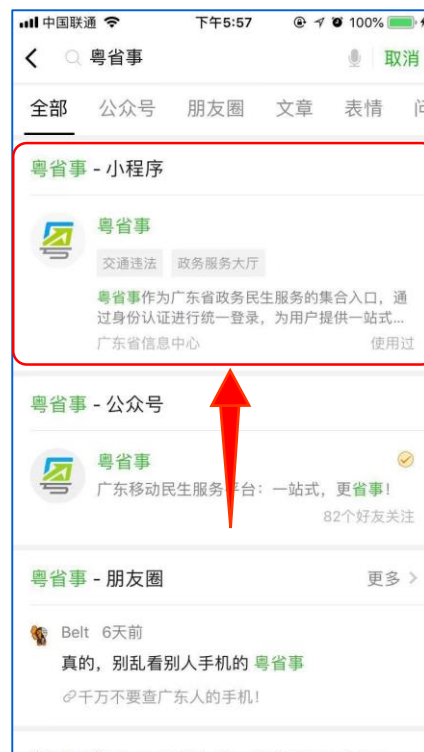 中国联通 下午5:57 100%
粤省事 取消
全部 公众号 朋友圈 文章 表情
粤省事 - 小程序
粤省事
交通违法 政务服务大厅
粤省事作为广东省政务民生服务的集合入口，通
过身份认证进行统一登录，为用户提供一站式...
广东省信息中心 使用过
粤省事 - 公众号
粤省事
广东移动民生服务平台：一站式，更省事！
82个好友关注
粤省事 - 朋友圈 更多
Belt 6天前
真的，别乱看别人手机的 粤省事
千万不要查广东人的手机！